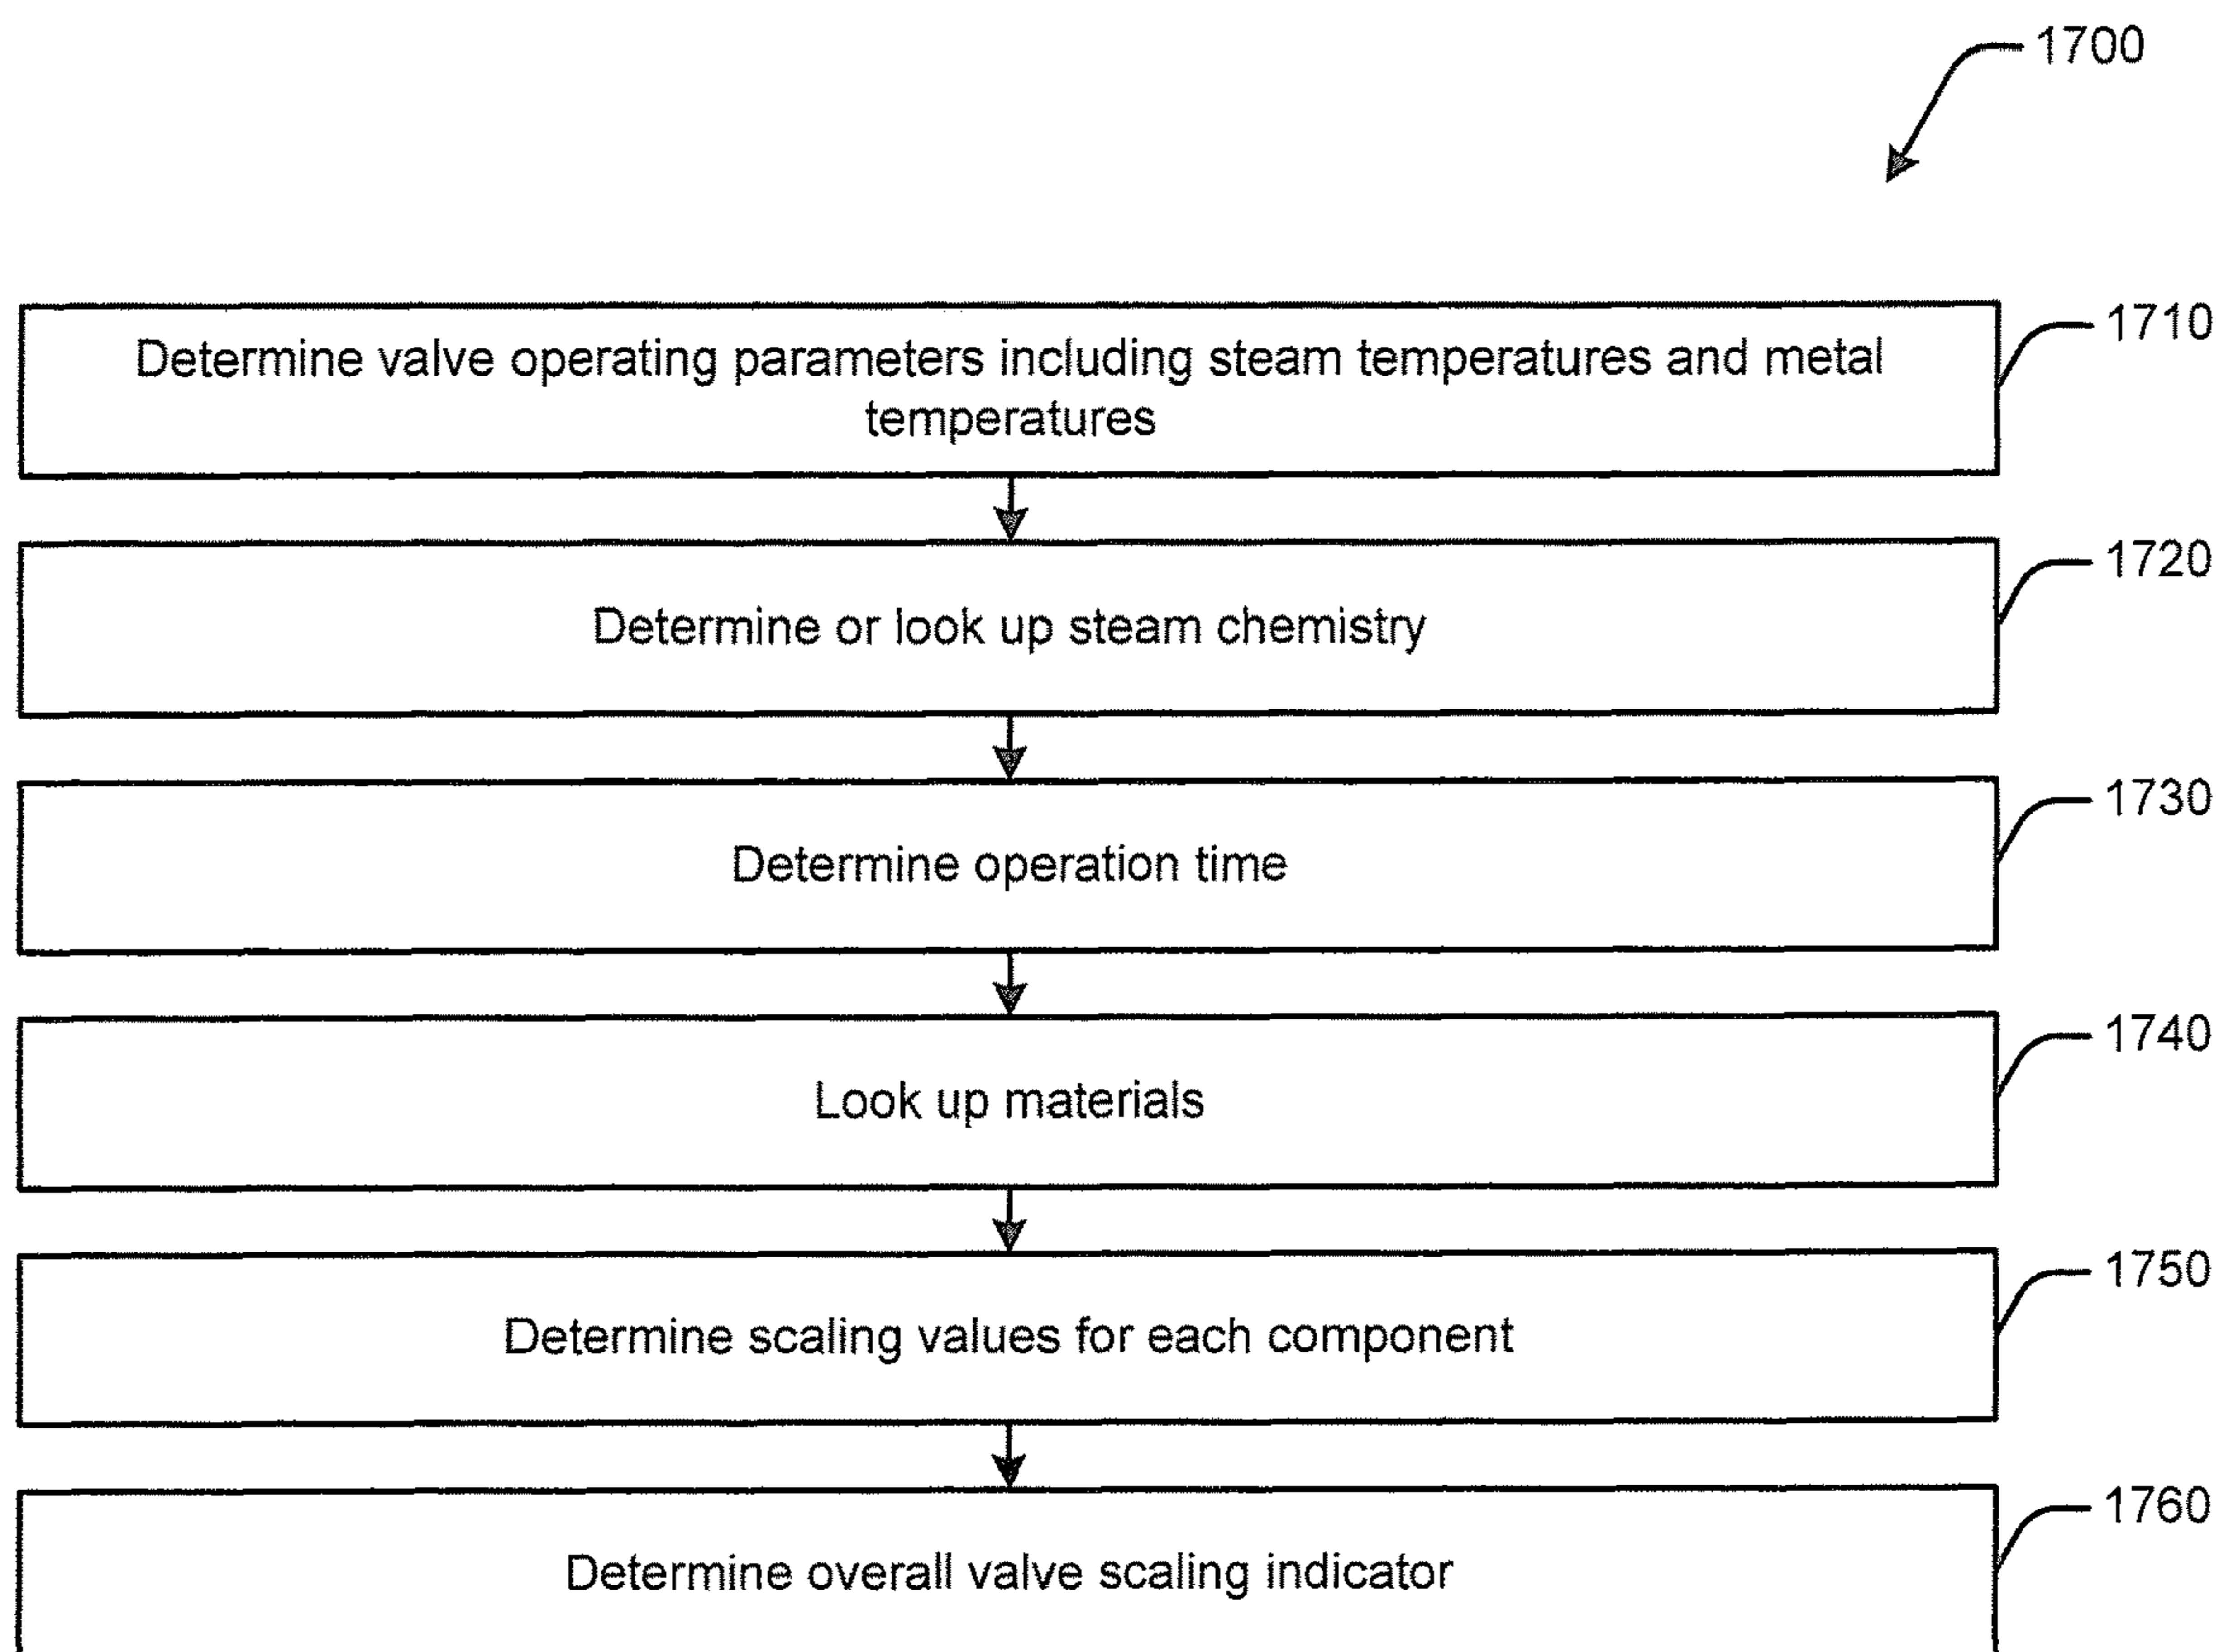 1700
Determine valve operating parameters including steam temperatures and metal
temperatures
1710
Determine or look up steam chemistry
1720
Determine operation time
1730
Look up materials
1740
Determine scaling values for each component
1750
Determine overall valve scaling indicator
1760